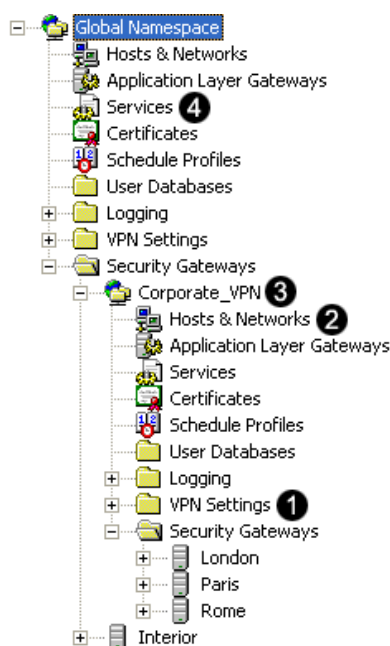 Global Namespace
Hosts & Networks
Application Layer Gateways
Services 4
Certificates
Schedule Profiles
User Databases
Logging
VPN Settings
Security Gateways
Corporate_VPN 3
Hosts & Networks 2
Application Layer Gateways
Services
Certificates
Schedule Profiles
User Databases
Logging
VPN Settings 1
Security Gateways
London
Paris
Rome
Interior